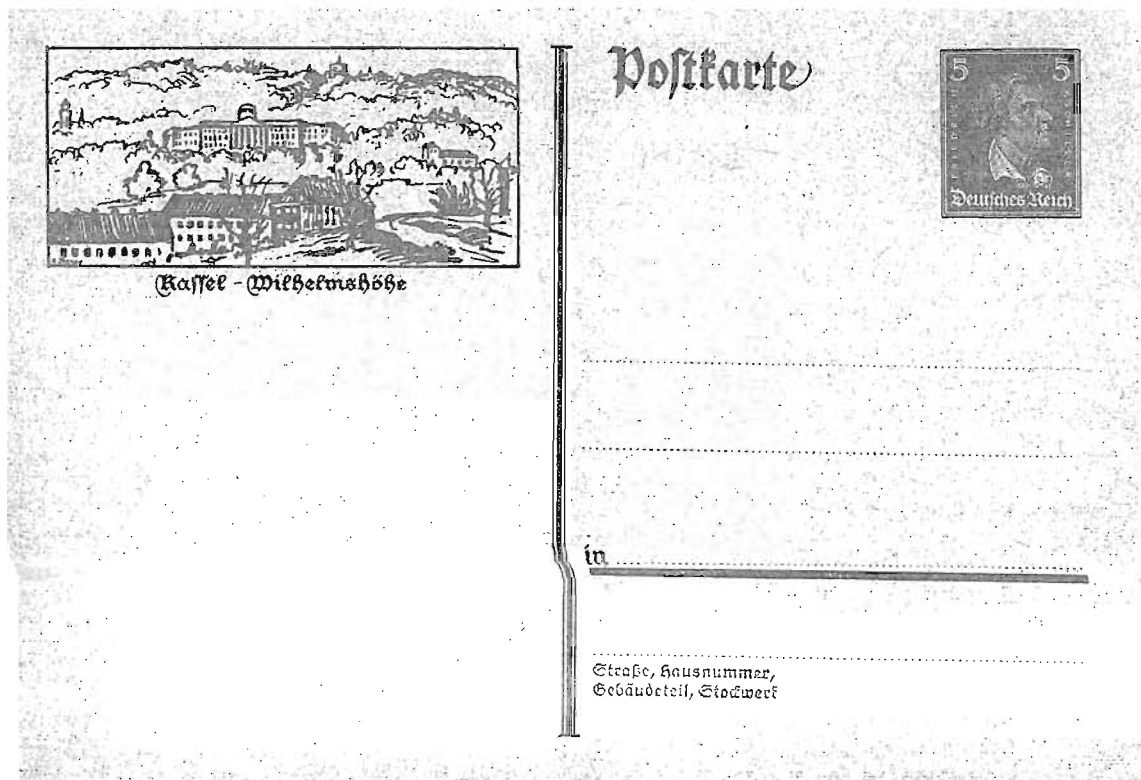 Kassel - Wilhelmshöhe
Postkarte
5 5
Deutsches Reich
in
Straße, Hausnummer,
Gebäudeteil, Stockwerk